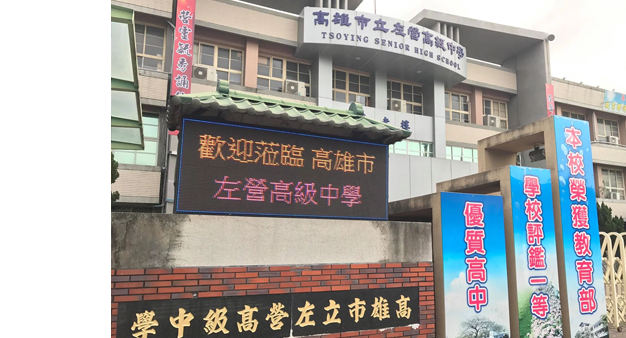 高雄市立左營高級中學
TSOYING SENIOR HIGH SCHOOL
歡迎蒞臨 高雄市
左營高級中學
本校榮獲教育部
學校評鑑一等
優質高中
高雄市立左營高級中學